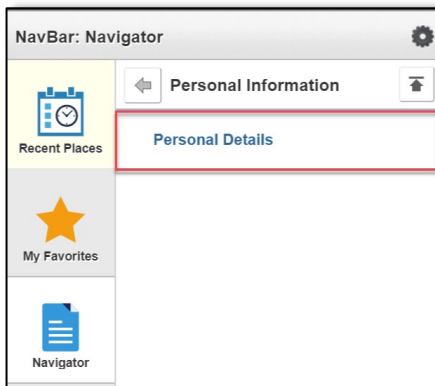 NavBar: Navigator
Personal Information
Recent Places
Personal Details
My Favorites
Navigator